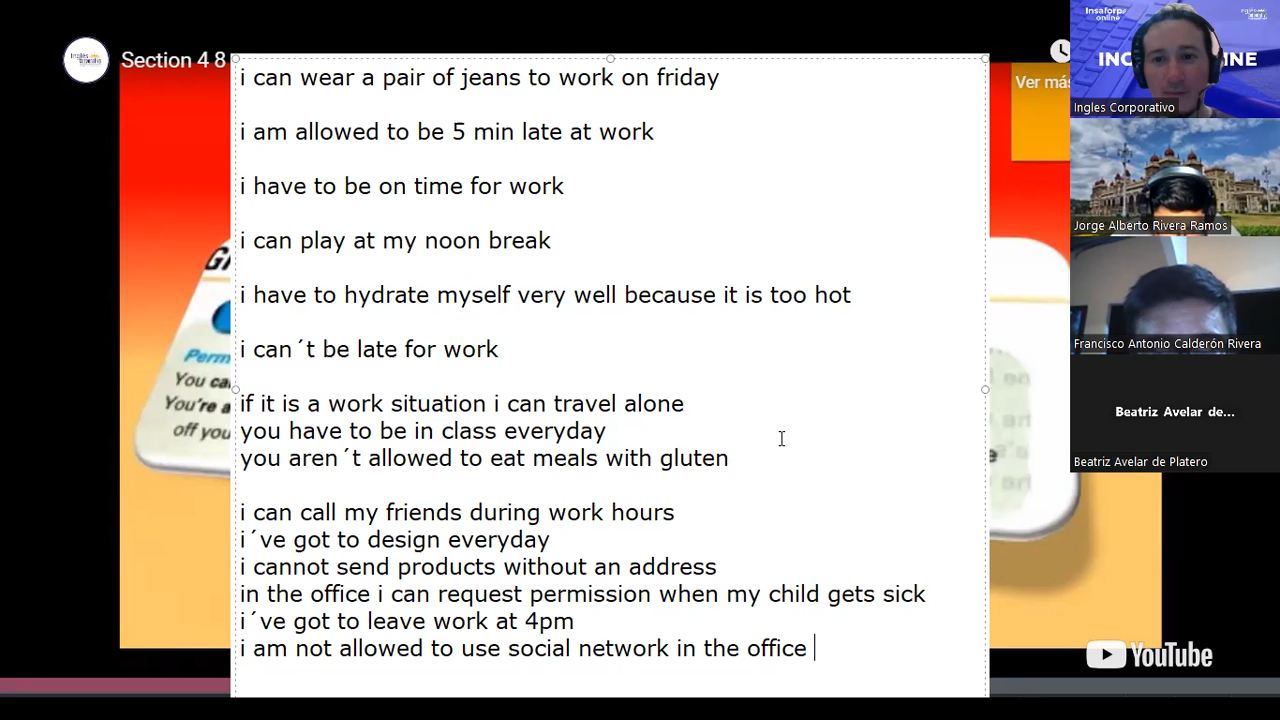 Section 4 8
i can wear a pair of jeans to work on friday
i am allowed to be 5 min late at work
i have to be on time for work
i can play at my noon break
i have to hydrate myself very well because it is too hot
i can´t be late for work
if it is a work situation i can travel alone
you have to be in class everyday
you aren´t allowed to eat meals with gluten
i can call my friends during work hours
i´ve got to design everyday
i cannot send products without an address
in the office i can request permission when my child gets sick
i´ve got to leave work at 4pm
i am not allowed to use social network in the office
Perm
You ca
You're a
off you
Ver más
YouTube
Insaforp
online
Ingles Corporativo
Jorge Alberto Rivera Ramos
Francisco Antonio Calderón Rivera
Beatriz Avelar de...
Beatriz Avelar de Platero